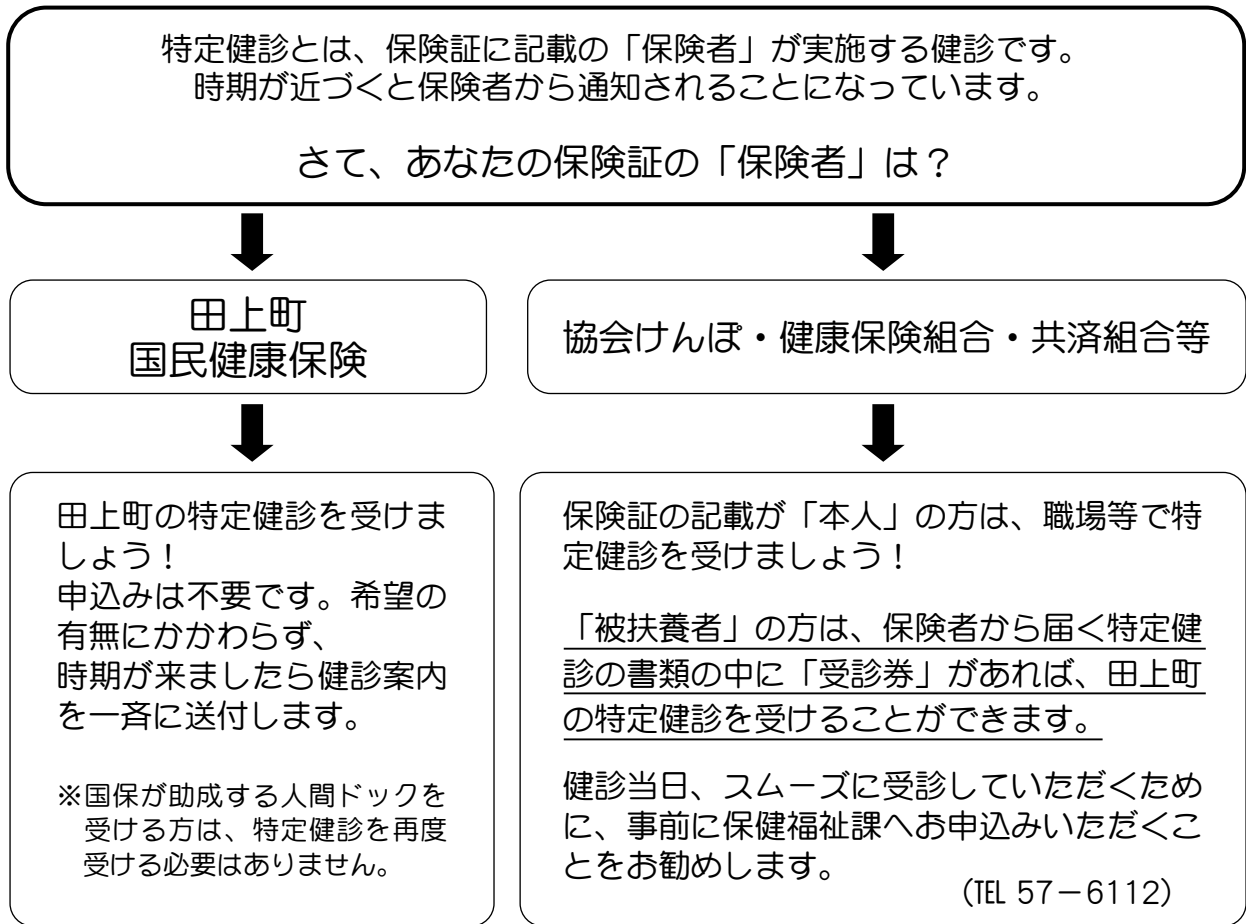 特定健診とは、保険証に記載の「保険者」が実施する健診です。
時期が近づくと保険者から通知されることになっています。
さて、あなたの保険証の「保険者」は？
田上町
国民健康保険
協会けんぽ・健康保険組合・共済組合等
田上町の特定健診を受けま
しょう！
申込みは不要です。希望の
有無にかかわらず、
時期が来ましたら健診案内
を一斉に送付します。
※国保が助成する人間ドックを
受ける方は、特定健診を再度
受ける必要はありません。
保険証の記載が「本人」の方は、職場等で特
定健診を受けましょう！
「被扶養者」の方は、保険者から届く特定健
診の書類の中に「受診券」があれば、田上町
の特定健診を受けることができます。
健診当日、スムーズに受診していただくため
に、事前に保健福祉課へお申込みいただくこ
とをお勧めします。
（TEL 57－6112）